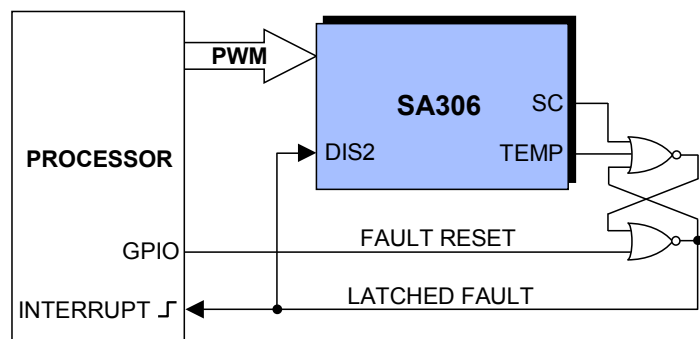 PWM
SA306
SC
PROCESSOR
DIS2
TEMP
GPIO
FAULT RESET
INTERRUPT
LATCHED FAULT